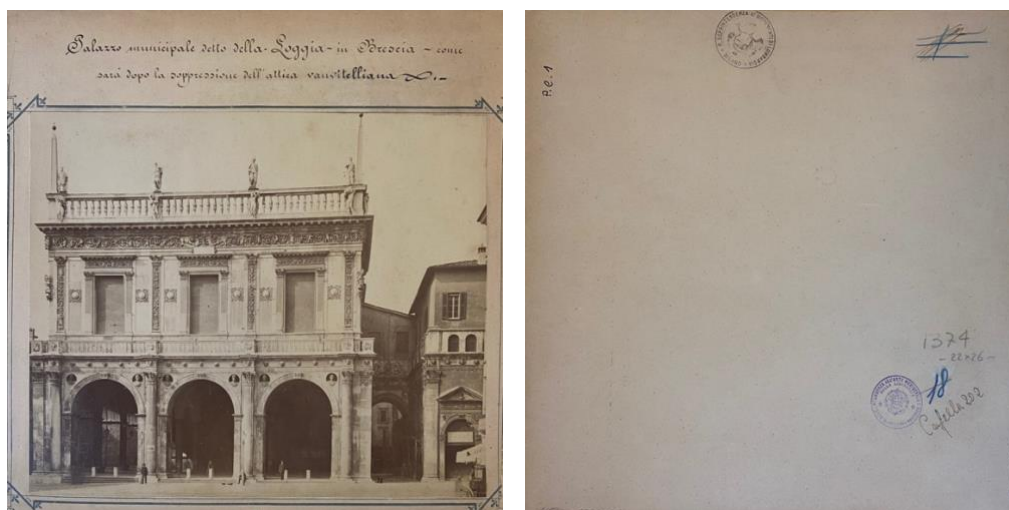 Palazzo municipale detto della Loggia in Brescia - come
sarà dopo la soppressione dell'attica vanvitelliana
P.C. 1
1374
- 22x26 -
18